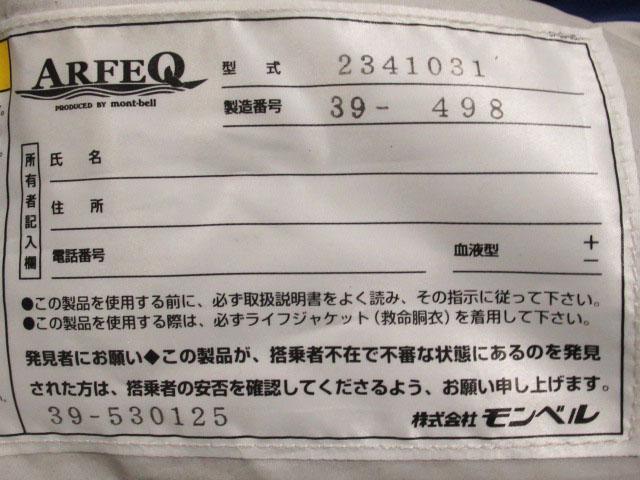 ARFEQ
PRODUCED BY mont-bell
型式 2341031
製造番号 39- 498
所有者記入欄
氏名
住所
電話番号
血液型 + −
●この製品を使用する前に、必ず取扱説明書をよく読み、その指示に従って下さい。
●この製品を使用する際は、必ずライフジャケット（救命胴衣）を着用して下さい。
発見者にお願い◆この製品が、搭乗者不在で不審な状態にあるのを発見
された方は、搭乗者の安否を確認してくださるよう、お願い申し上げます。
39-530125
株式会社 モンベル